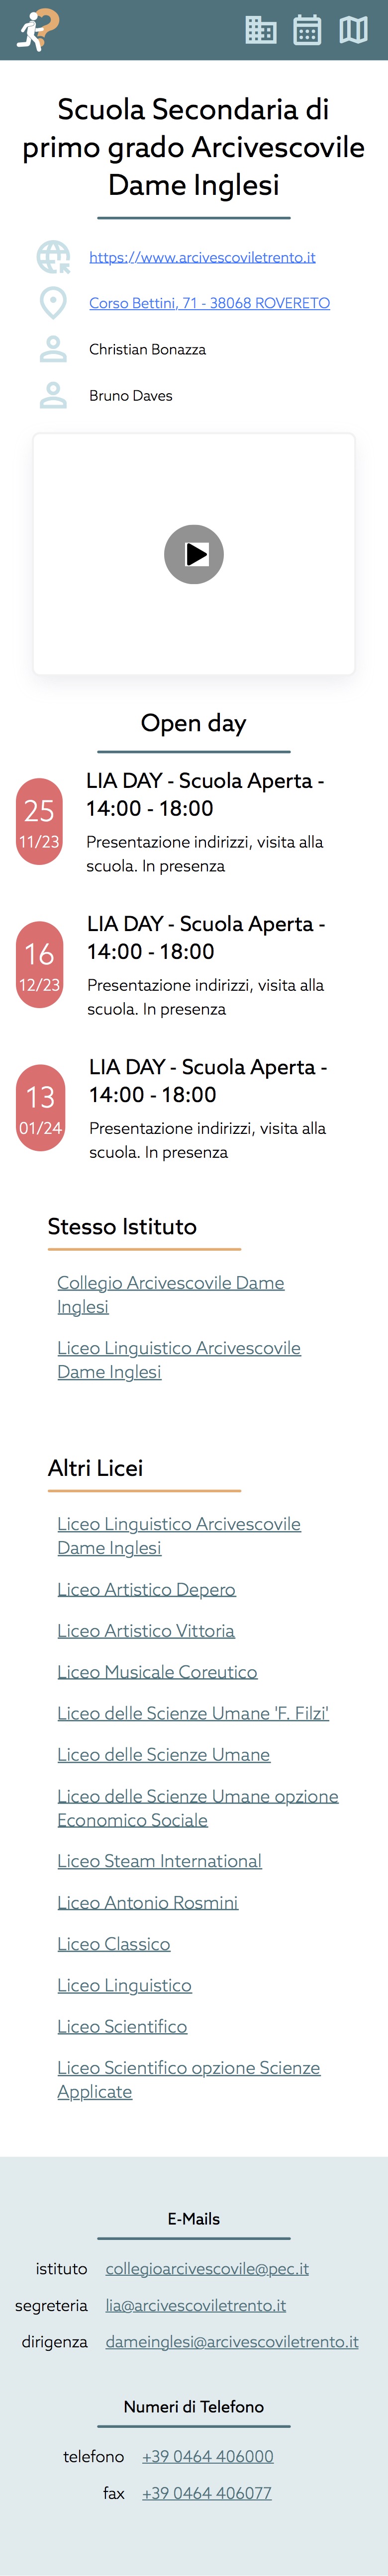 Scuola Secondaria di
primo grado Arcivescovile
Dame Inglesi
https://www.arcivescoviletrento.it
Corso Bettini, 71 - 38068 ROVERETO
Christian Bonazza
Bruno Daves
Open day
25
11/23
LIA DAY - Scuola Aperta -
14:00 - 18:00
Presentazione indirizzi, visita alla
scuola. In presenza
16
12/23
LIA DAY - Scuola Aperta -
14:00 - 18:00
Presentazione indirizzi, visita alla
scuola. In presenza
13
01/24
LIA DAY - Scuola Aperta -
14:00 - 18:00
Presentazione indirizzi, visita alla
scuola. In presenza
Stesso Istituto
Collegio Arcivescovile Dame
Inglesi
Liceo Linguistico Arcivescovile
Dame Inglesi
Altri Licei
Liceo Linguistico Arcivescovile
Dame Inglesi
Liceo Artistico Depero
Liceo Artistico Vittoria
Liceo Musicale Coreutico
Liceo delle Scienze Umane 'F. Filzi'
Liceo delle Scienze Umane
Liceo delle Scienze Umane opzione
Economico Sociale
Liceo Steam International
Liceo Antonio Rosmini
Liceo Classico
Liceo Linguistico
Liceo Scientifico
Liceo Scientifico opzione Scienze
Applicate
E-Mails
istituto collegioarcivescovile@pec.it
segreteria lia@arcivescoviletrento.it
dirigenza dameinglesi@arcivescoviletrento.it
Numeri di Telefono
telefono +39 0464 406000
fax +39 0464 406077